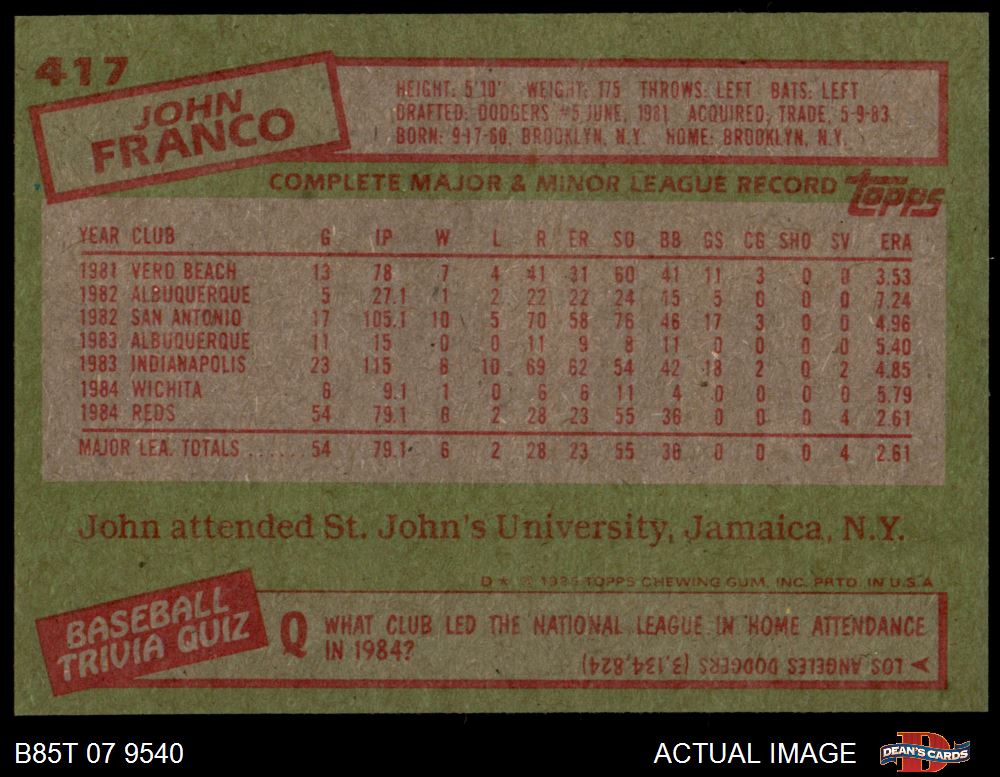 417
JOHN
FRANCO
HEIGHT: 5'10" WEIGHT: 175 THROWS: LEFT BATS: LEFT
DRAFTED: DODGERS #5 JUNE, 1981 ACQUIRED: TRADE, 5-9-83
BORN: 9-17-60, BROOKLYN, N.Y. HOME: BROOKLYN, N.Y.
COMPLETE MAJOR & MINOR LEAGUE RECORD topps
YEAR CLUB G IP W L R ER SO BB GS CG SHO SV ERA
1981 VERO BEACH 13 78 7 4 41 31 60 41 11 3 0 0 3.53
1982 ALBUQUERQUE 5 27.1 1 2 22 22 24 15 5 0 0 0 7.24
1982 SAN ANTONIO 17 105.1 10 5 70 58 76 46 17 3 0 0 4.96
1983 ALBUQUERQUE 11 15 0 0 11 9 8 11 0 0 0 0 5.40
1983 INDIANAPOLIS 23 115 6 10 69 62 54 42 18 2 0 2 4.85
1984 WICHITA 6 9.1 1 0 6 6 11 4 0 0 0 0 5.79
1984 REDS 54 79.1 6 2 28 23 55 36 0 0 0 4 2.61
MAJOR LEA. TOTALS ...... 54 79.1 6 2 28 23 55 36 0 0 0 4 2.61
John attended St. John's University, Jamaica, N.Y.
D * © 1985 TOPPS CHEWING GUM, INC. PRTD. IN U.S.A.
BASEBALL
TRIVIA QUIZ
Q WHAT CLUB LED THE NATIONAL LEAGUE IN HOME ATTENDANCE
IN 1984?
A LOS ANGELES DODGERS (3,134,824)
B85T 07 9540 ACTUAL IMAGE DEAN'S CARDS